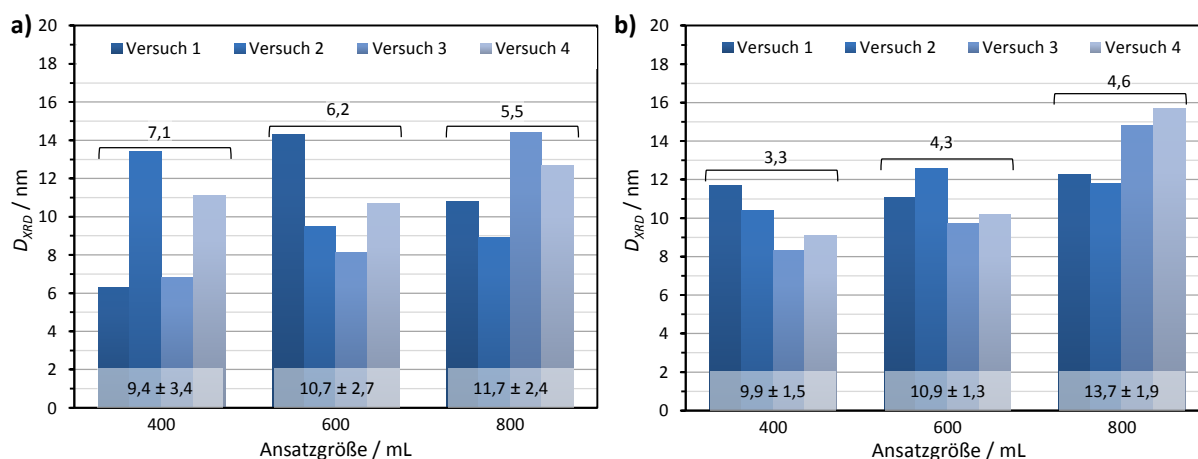 a)
Versuch 1 Versuch 2 Versuch 3 Versuch 4
20
18
16
14
12
10
8
6
4
2
0
D_XRD / nm
7,1
6,2
5,5
9,4 ± 3,4
10,7 ± 2,7
11,7 ± 2,4
400 600 800
Ansatzgröße / mL
b)
Versuch 1 Versuch 2 Versuch 3 Versuch 4
20
18
16
14
12
10
8
6
4
2
0
D_XRD / nm
3,3
4,3
4,6
9,9 ± 1,5
10,9 ± 1,3
13,7 ± 1,9
400 600 800
Ansatzgröße / mL